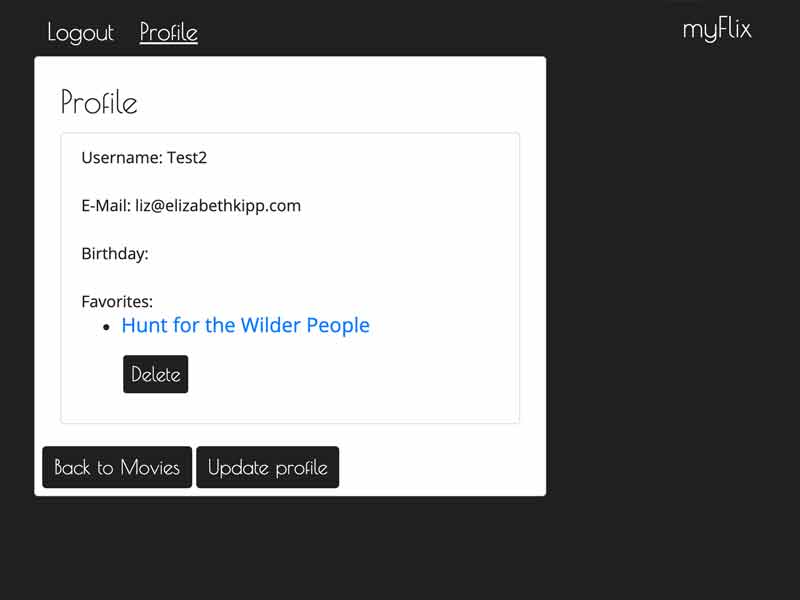 Logout Profile myFlix
Profile
Username: Test2
E-Mail: liz@elizabethkipp.com
Birthday:
Favorites:
Hunt for the Wilder People
Delete
Back to Movies Update profile